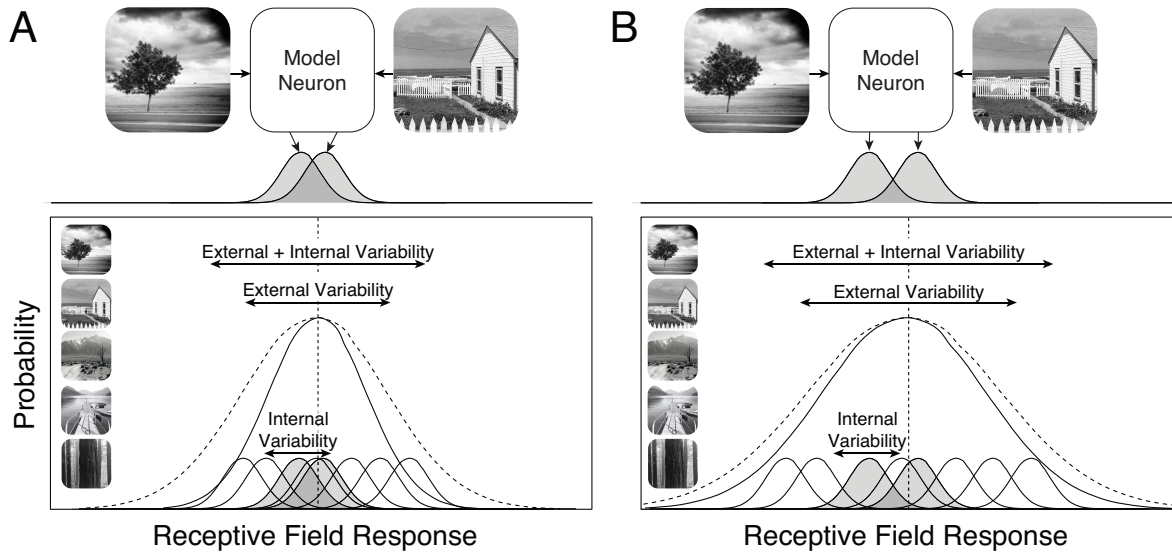 A
Model
Neuron
External + Internal Variability
External Variability
Internal
Variability
Probability
Receptive Field Response
B
Model
Neuron
External + Internal Variability
External Variability
Internal
Variability
Receptive Field Response